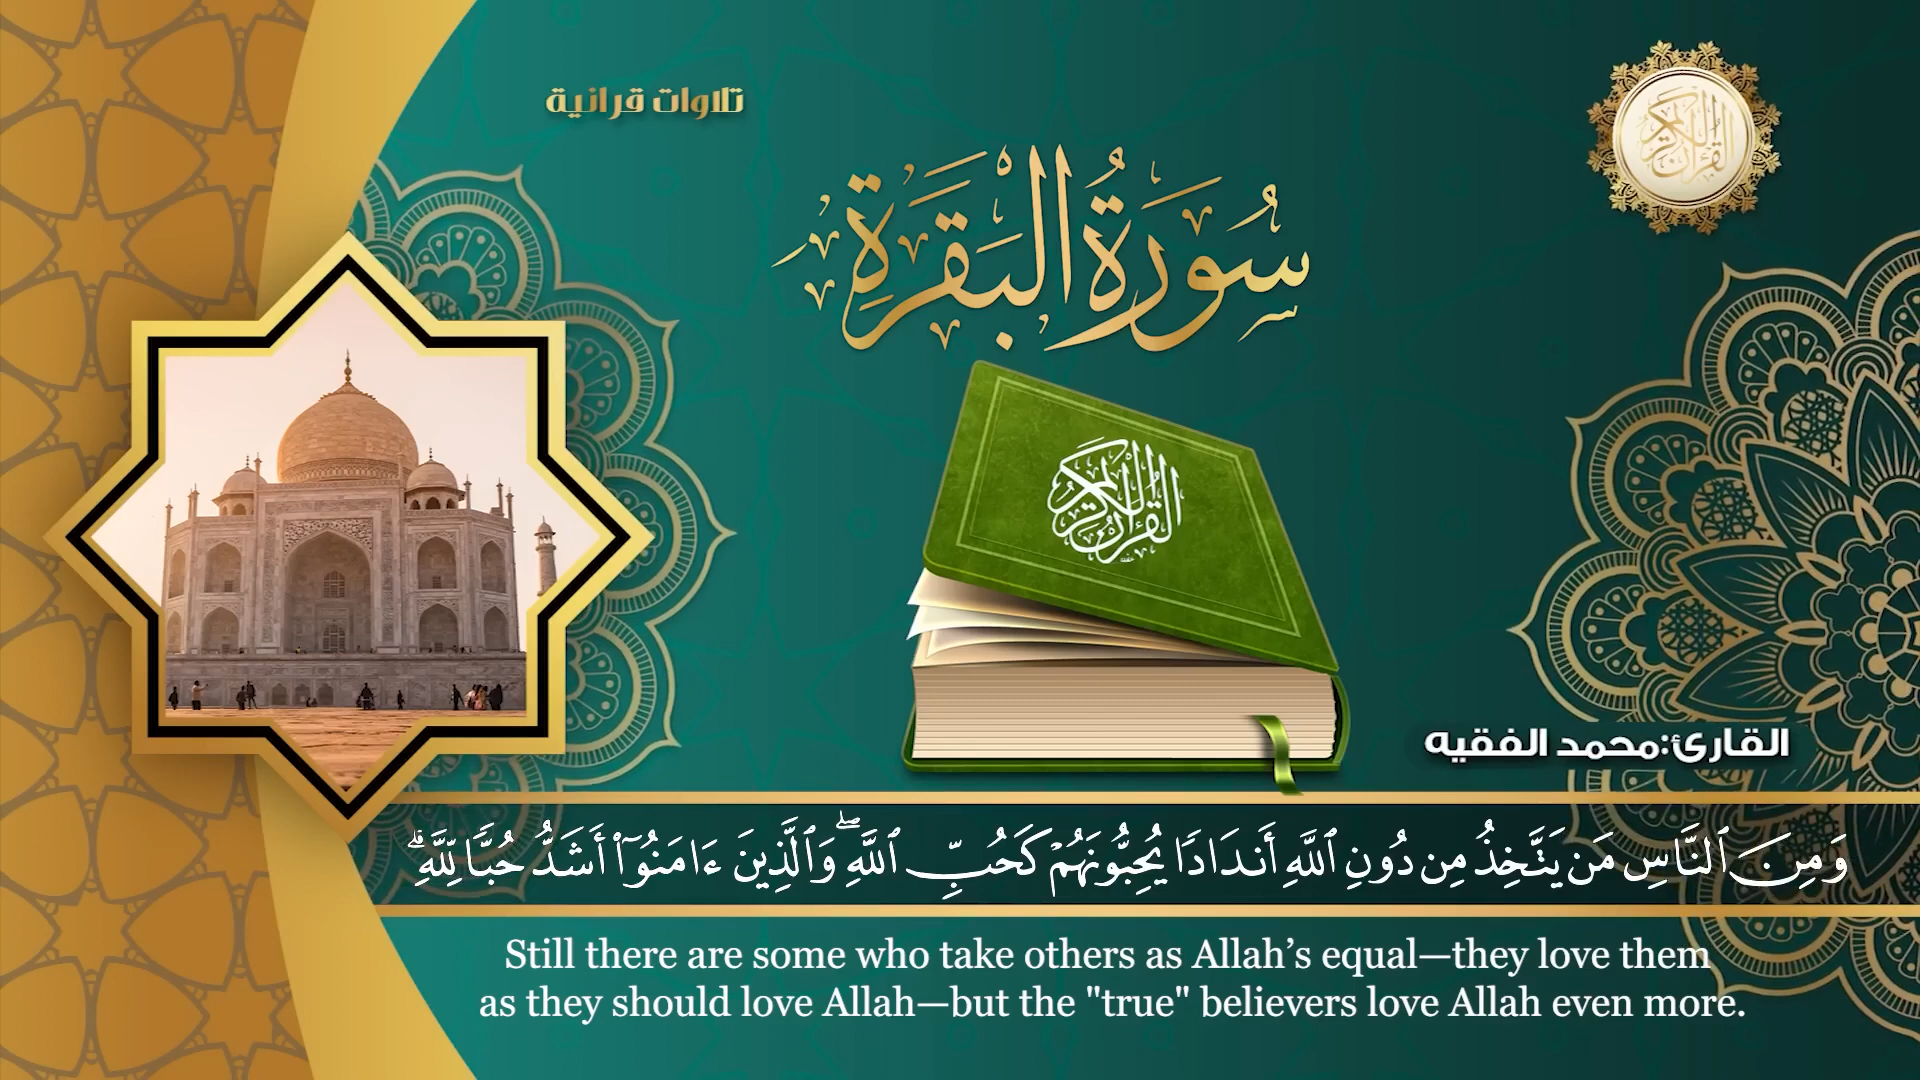 تلاوات قرانية
القرآن الكريم
سُورَةُ البَقَرَةِ
القرآن الكريم
القارئ:محمد الفقيه
وَمِنَ ٱلنَّاسِ مَن يَتَّخِذُ مِن دُونِ ٱللَّهِ أَندَادًا يُحِبُّونَهُمْ كَحُبِّ ٱللَّهِ ۖ وَٱلَّذِينَ ءَامَنُوٓا۟ أَشَدُّ حُبًّا لِّلَّهِ ۗ
Still there are some who take others as Allah’s equal—they love them
as they should love Allah—but the "true" believers love Allah even more.